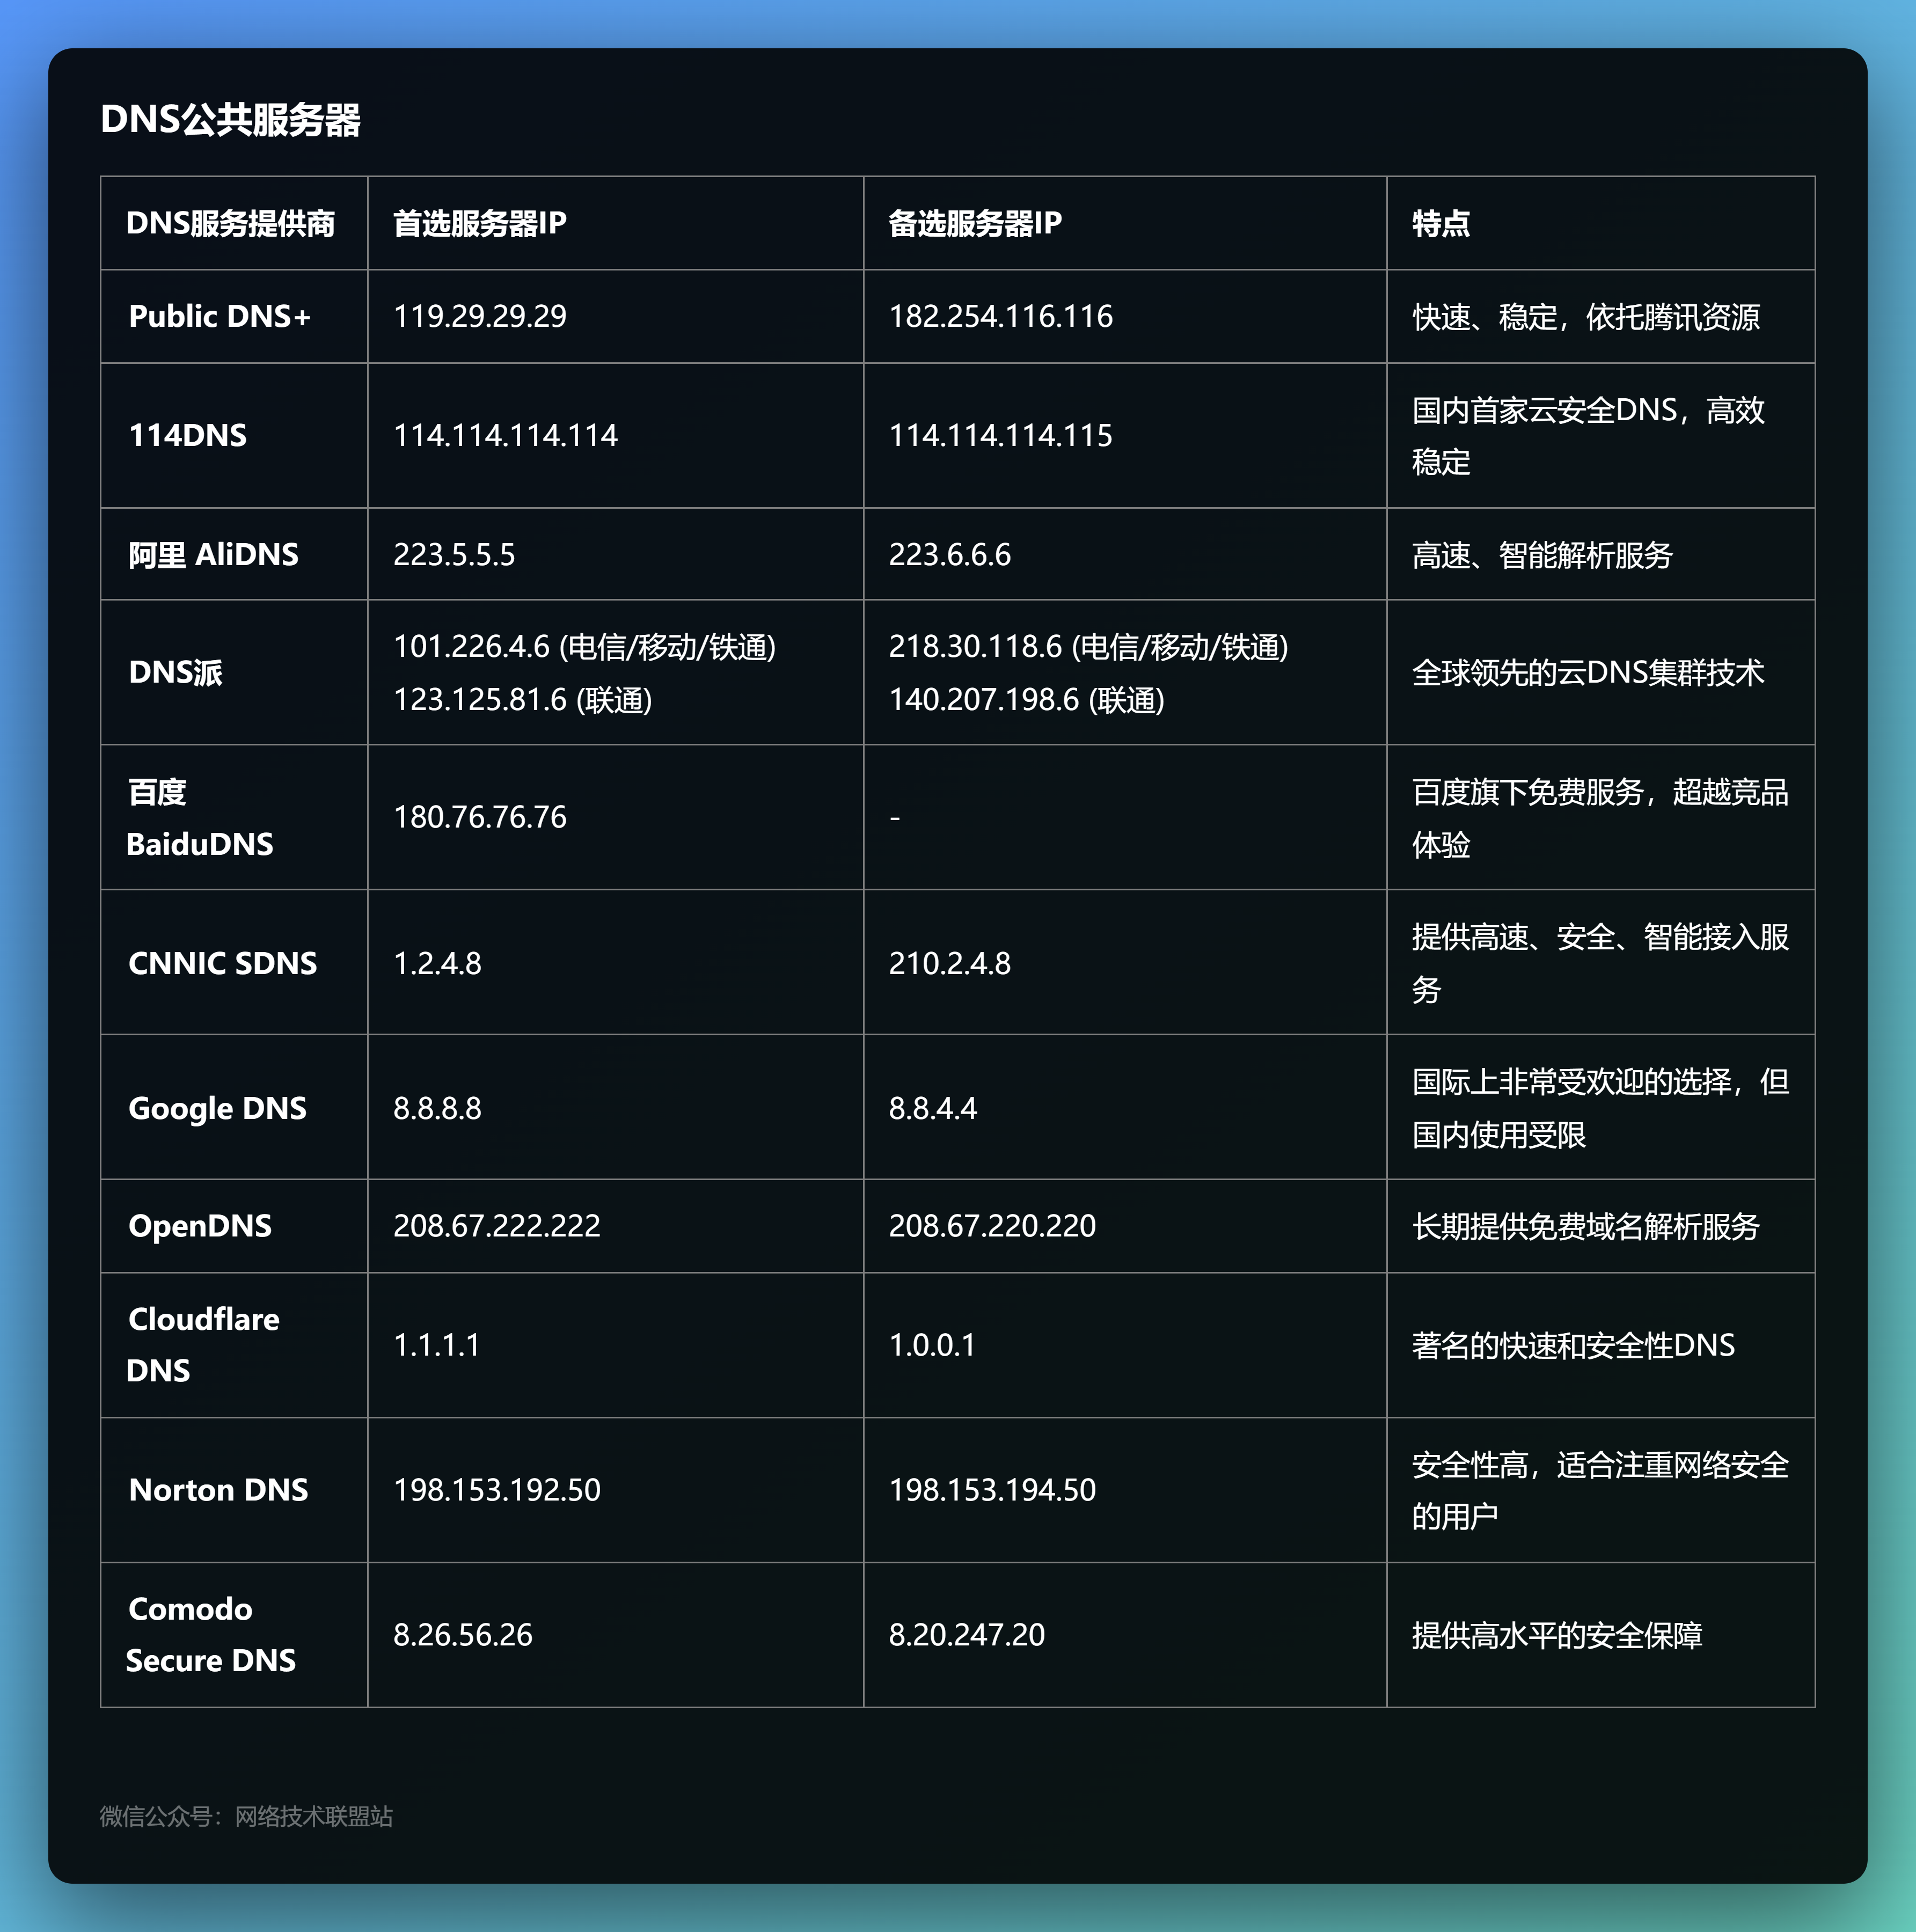 DNS公共服务器
DNS服务提供商 首选服务器IP 备选服务器IP 特点
Public DNS+ 119.29.29.29 182.254.116.116 快速、稳定，依托腾讯资源
114DNS 114.114.114.114 114.114.114.115 国内首家云安全DNS，高效
稳定
阿里 AliDNS 223.5.5.5 223.6.6.6 高速、智能解析服务
DNS派 101.226.4.6 (电信/移动/铁通) 218.30.118.6 (电信/移动/铁通) 全球领先的云DNS集群技术
123.125.81.6 (联通) 140.207.198.6 (联通)
百度
BaiduDNS 180.76.76.76 - 百度旗下免费服务，超越竞品
体验
CNNIC SDNS 1.2.4.8 210.2.4.8 提供高速、安全、智能接入服
务
Google DNS 8.8.8.8 8.8.4.4 国际上非常受欢迎的选择，但
国内使用受限
OpenDNS 208.67.222.222 208.67.220.220 长期提供免费域名解析服务
Cloudflare
DNS 1.1.1.1 1.0.0.1 著名的快速和安全性DNS
Norton DNS 198.153.192.50 198.153.194.50 安全性高，适合注重网络安全
的用户
Comodo
Secure DNS 8.26.56.26 8.20.247.20 提供高水平的安全保障
微信公众号：网络技术联盟站